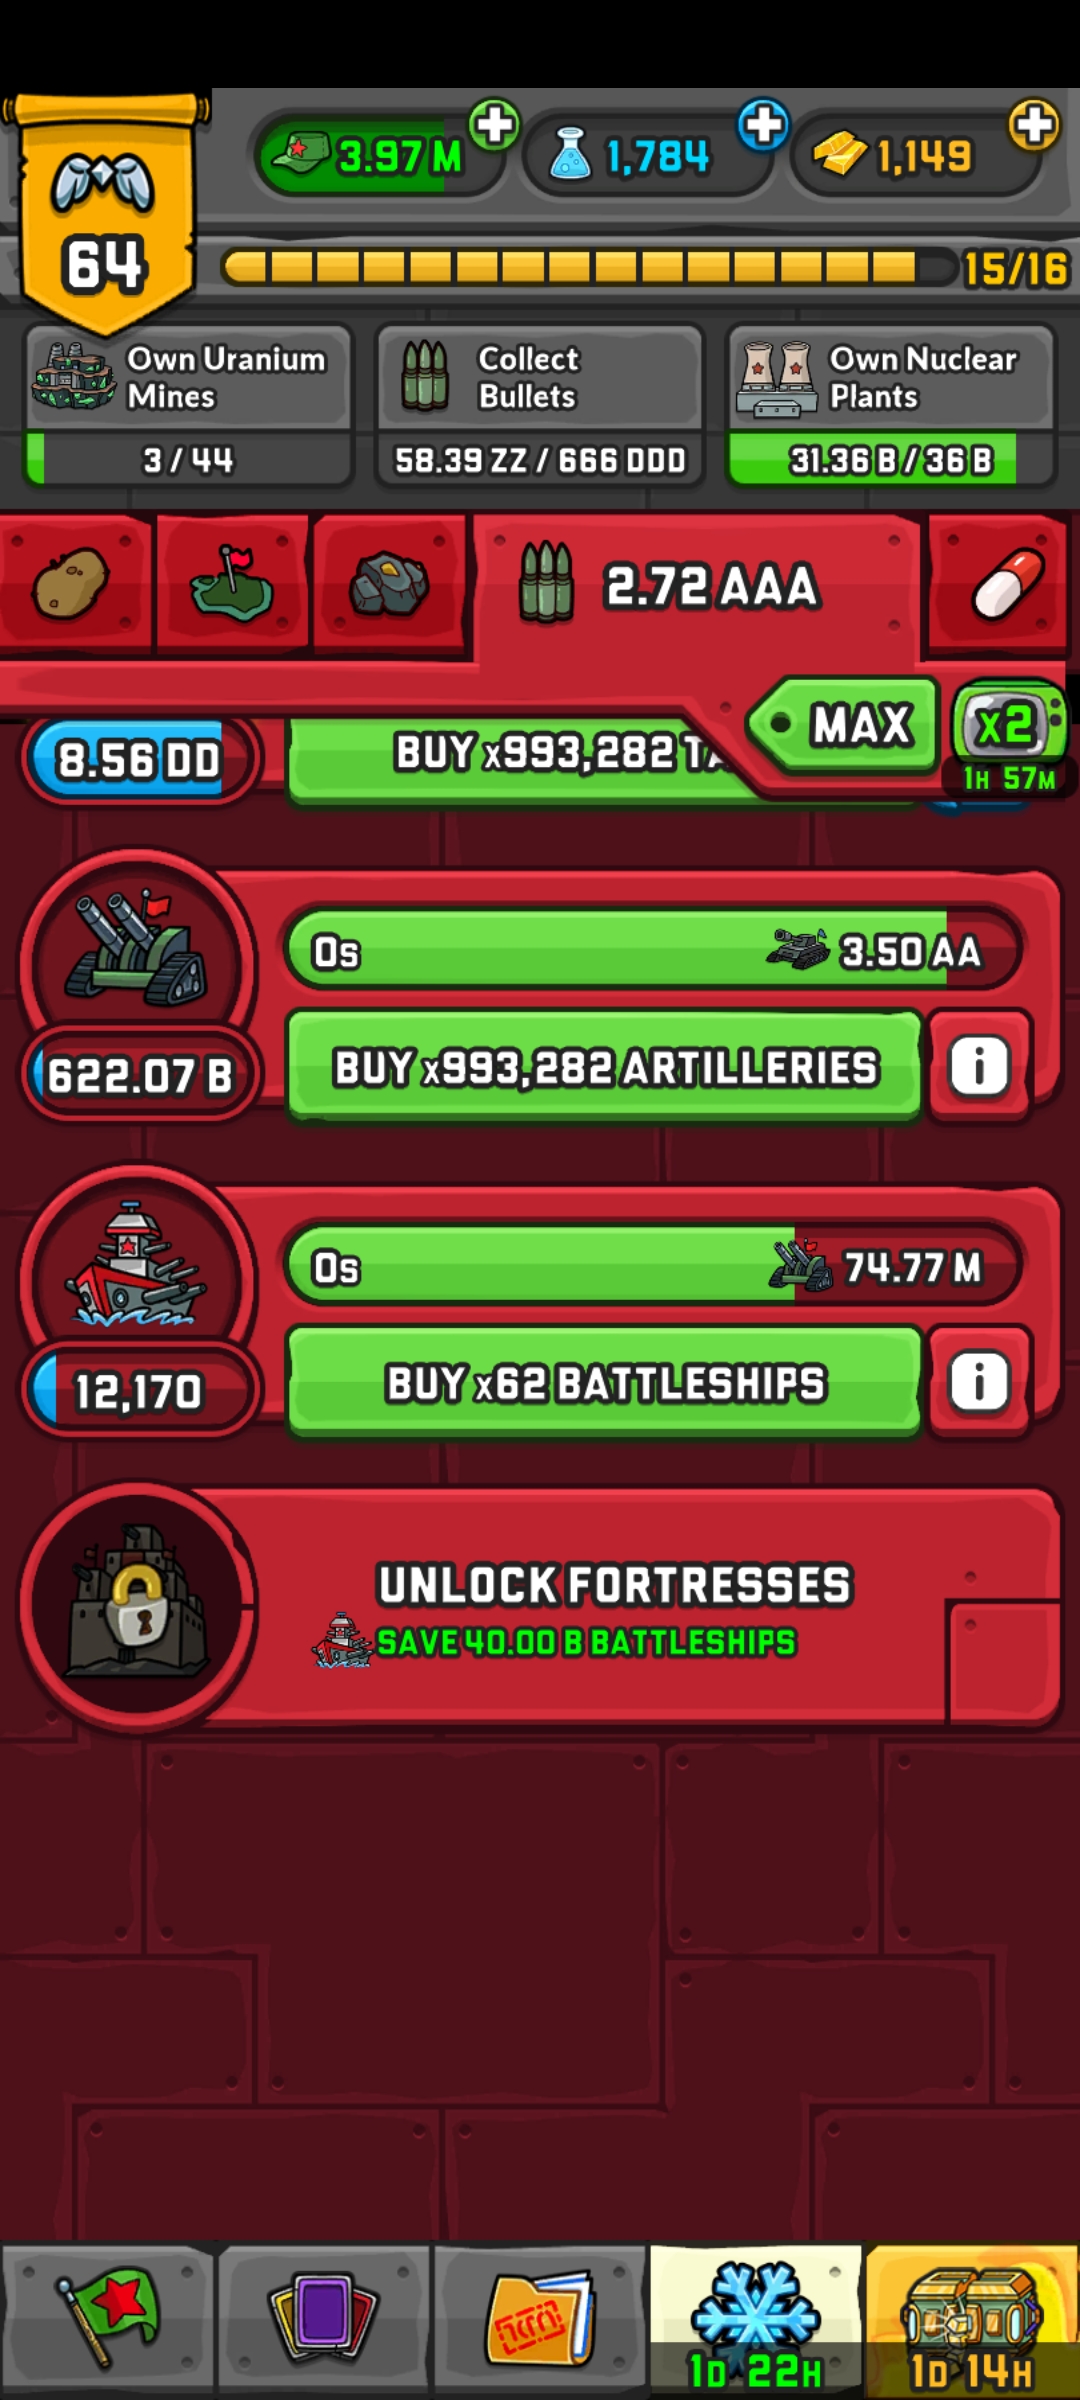 64
3.97 M
1,784
1,149
15/16
Own Uranium
Mines
3 / 44
Collect
Bullets
58.39 ZZ / 666 DDD
Own Nuclear
Plants
31.36 B / 36 B
2.72 AAA
MAX
x2
1H 57M
8.56 DD
BUY x993,282
0s
3.50 AA
622.07 B
BUY x993,282 ARTILLERIES
i
0s
74.77 M
12,170
BUY x62 BATTLESHIPS
i
UNLOCK FORTRESSES
SAVE 40.00 B BATTLESHIPS
1D 22H
1D 14H